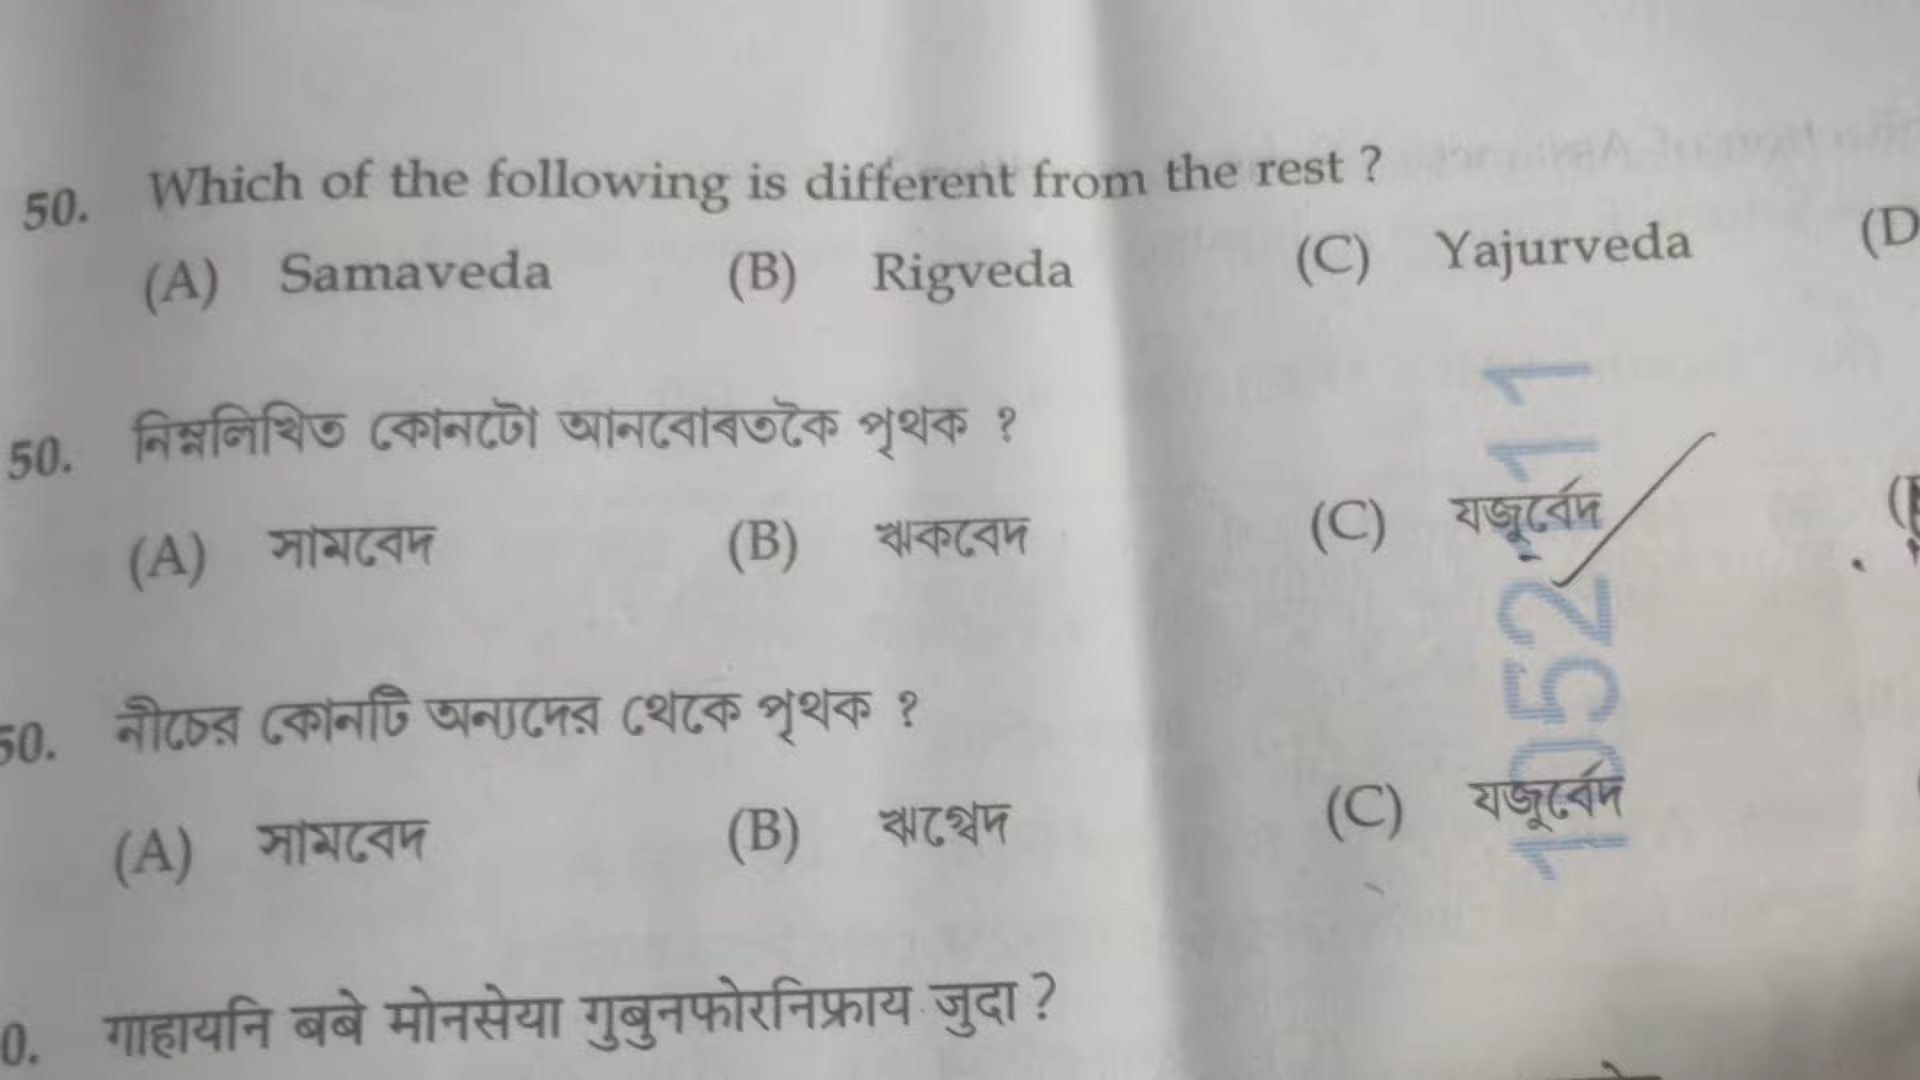 50. Which of the following is different from the rest ?
(A) Samaveda (B) Rigveda (C) Yajurveda (D
50. নিম্নলিখিত কোনটো আনবোৰতকৈ পৃথক ?
(A) সামবেদ (B) ঋকবেদ (C) যজুৰ্বেদ
50. নীচের কোনটি অন্যদের থেকে পৃথক ?
(A) সামবেদ (B) ঋগ্বেদ (C) যজুর্বেদ
0. गाहायनि बबे मोनसेया गुबुनफोरनिफ्राय जुदा ?